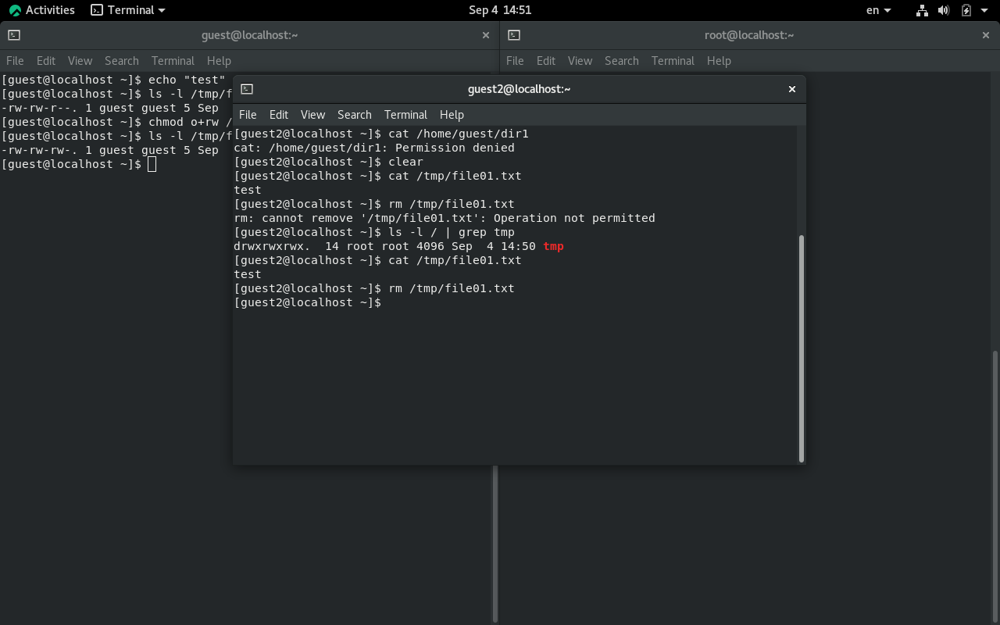 Activities Terminal Sep 4 14:51 en
guest@localhost:~
File Edit View Search Terminal Help
[guest@localhost ~]$ echo "test"
[guest@localhost ~]$ ls -l /tmp/f
-rw-rw-r--. 1 guest guest 5 Sep
[guest@localhost ~]$ chmod o+rw /
[guest@localhost ~]$ ls -l /tmp/f
-rw-rw-rw-. 1 guest guest 5 Sep
[guest@localhost ~]$
root@localhost:~
File Edit View Search Terminal Help
guest2@localhost:~
File Edit View Search Terminal Help
[guest2@localhost ~]$ cat /home/guest/dir1
cat: /home/guest/dir1: Permission denied
[guest2@localhost ~]$ clear
[guest2@localhost ~]$ cat /tmp/file01.txt
test
[guest2@localhost ~]$ rm /tmp/file01.txt
rm: cannot remove '/tmp/file01.txt': Operation not permitted
[guest2@localhost ~]$ ls -l / | grep tmp
drwxrwxrwx.  14 root root 4096 Sep  4 14:50 tmp
[guest2@localhost ~]$ cat /tmp/file01.txt
test
[guest2@localhost ~]$ rm /tmp/file01.txt
[guest2@localhost ~]$